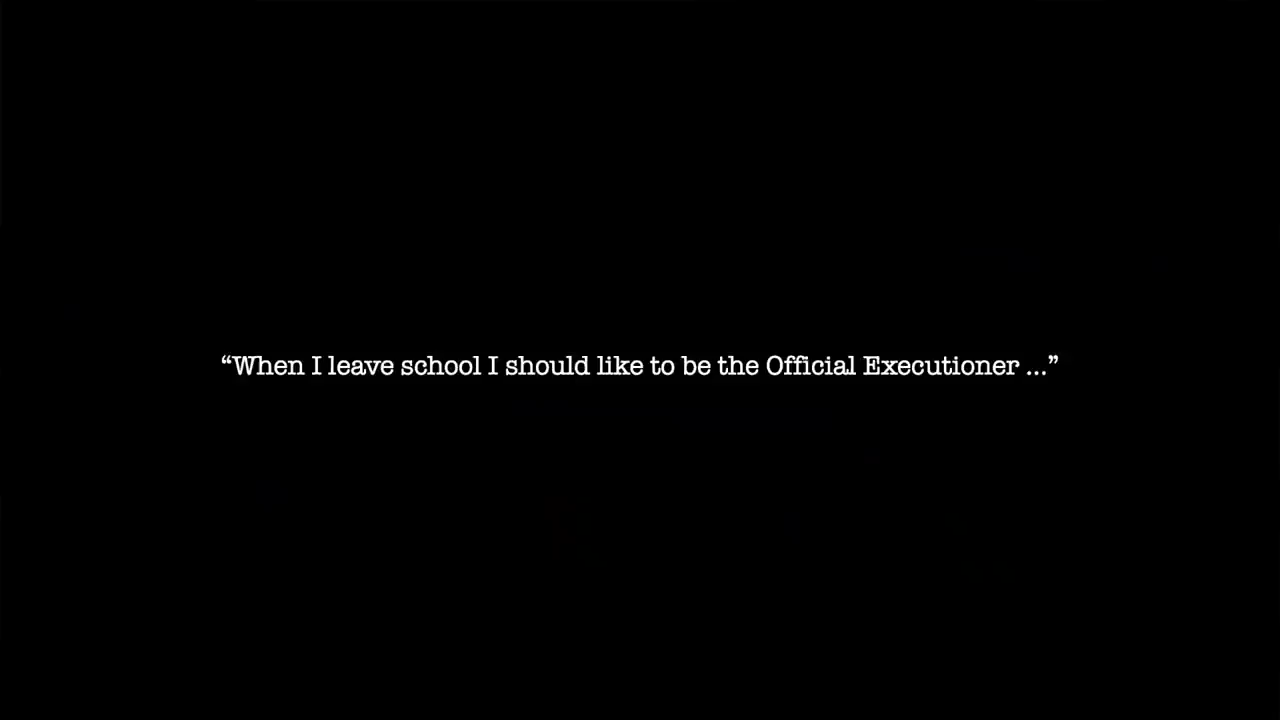 “When I leave school I should like to be the Official Executioner ...”